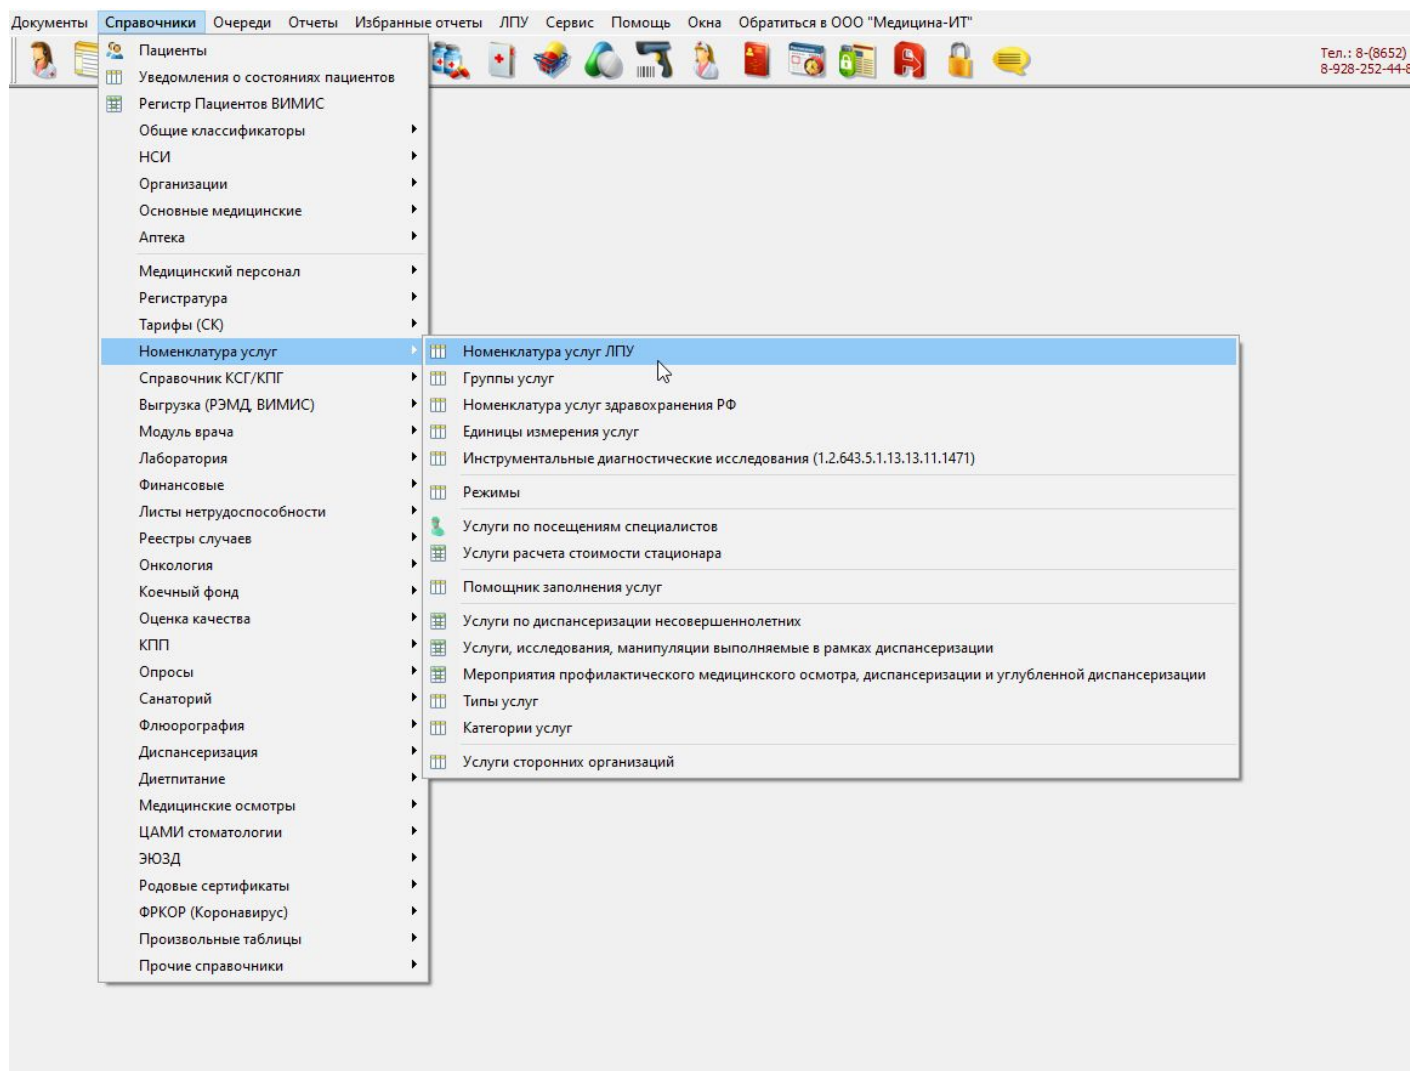 Документы Справочники Очереди Отчеты Избранные отчеты ЛПУ Сервис Помощь Окна Обратиться в ООО "Медицина-ИТ"
Тел.: 8-(8652)
8-928-252-44-8
Пациенты
Уведомления о состояниях пациентов
Регистр Пациентов ВИМИС
Общие классификаторы
НСИ
Организации
Основные медицинские
Аптека
Медицинский персонал
Регистратура
Тарифы (СК)
Номенклатура услуг
Справочник КСГ/КПГ
Выгрузка (РЭМД, ВИМИС)
Модуль врача
Лаборатория
Финансовые
Листы нетрудоспособности
Реестры случаев
Онкология
Коечный фонд
Оценка качества
КПП
Опросы
Санаторий
Флюорография
Диспансеризация
Диетпитание
Медицинские осмотры
ЦАМИ стоматологии
ЭЮЗД
Родовые сертификаты
ФРКОР (Коронавирус)
Произвольные таблицы
Прочие справочники
Номенклатура услуг ЛПУ
Группы услуг
Номенклатура услуг здравохранения РФ
Единицы измерения услуг
Инструментальные диагностические исследования (1.2.643.5.1.13.13.11.1471)
Режимы
Услуги по посещениям специалистов
Услуги расчета стоимости стационара
Помощник заполнения услуг
Услуги по диспансеризации несовершеннолетних
Услуги, исследования, манипуляции выполняемые в рамках диспансеризации
Мероприятия профилактического медицинского осмотра, диспансеризации и углубленной диспансеризации
Типы услуг
Категории услуг
Услуги сторонних организаций